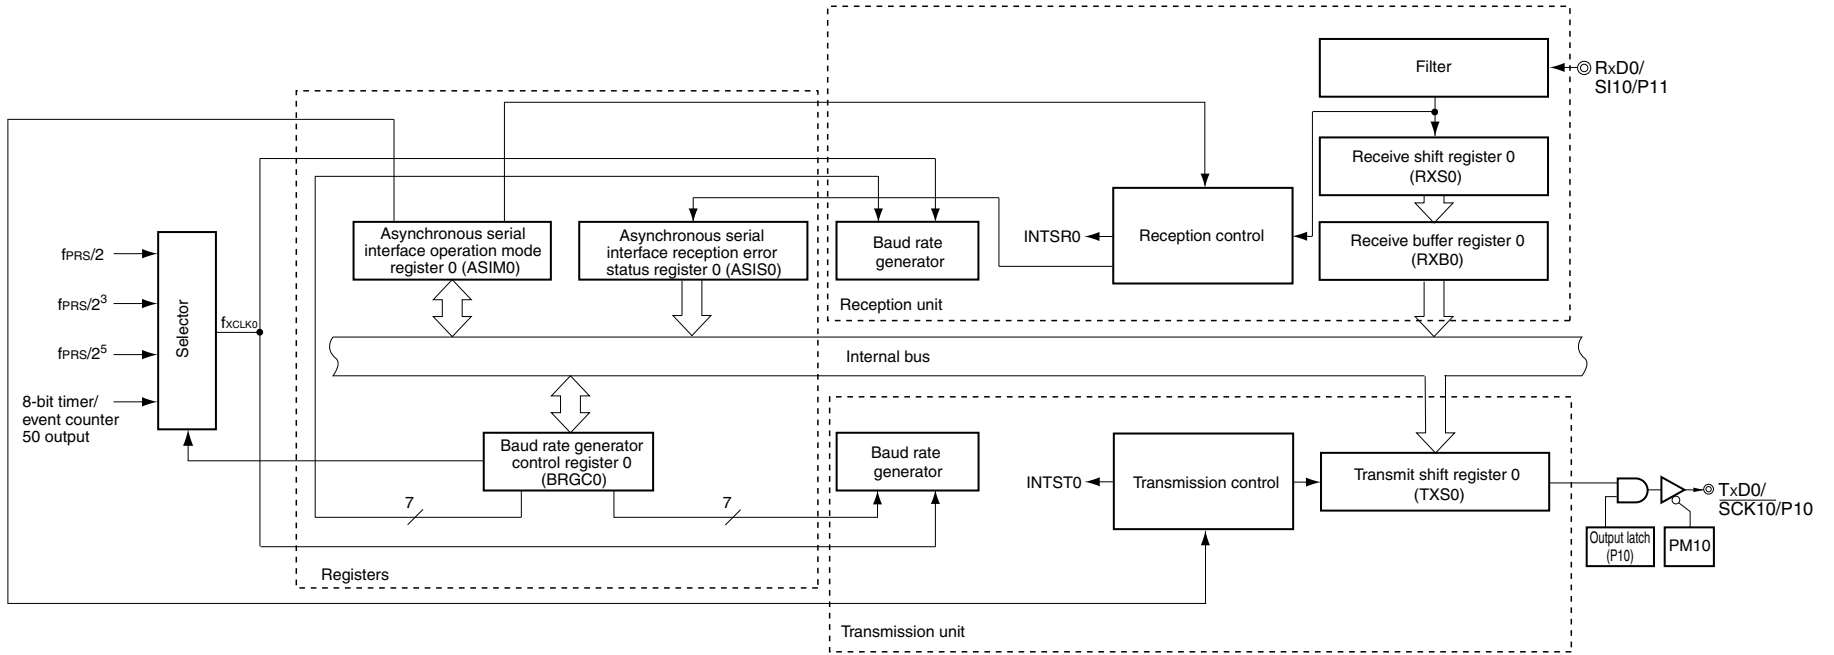 Filter
RxD0/
SI10/P11
Receive shift register 0
(RXS0)
Asynchronous serial
interface operation mode
register 0 (ASIM0)
Asynchronous serial
interface reception error
status register 0 (ASIS0)
Baud rate
generator
INTSR0
Reception control
Receive buffer register 0
(RXB0)
Reception unit
fPRS/2
fPRS/2³
fPRS/2⁵
8-bit timer/
event counter
50 output
Selector
fXCLK0
Internal bus
Baud rate generator
control register 0
(BRGC0)
7
7
Baud rate
generator
INTST0
Transmission control
Transmit shift register 0
(TXS0)
TxD0/
SCK10/P10
Output latch
(P10)
PM10
Registers
Transmission unit